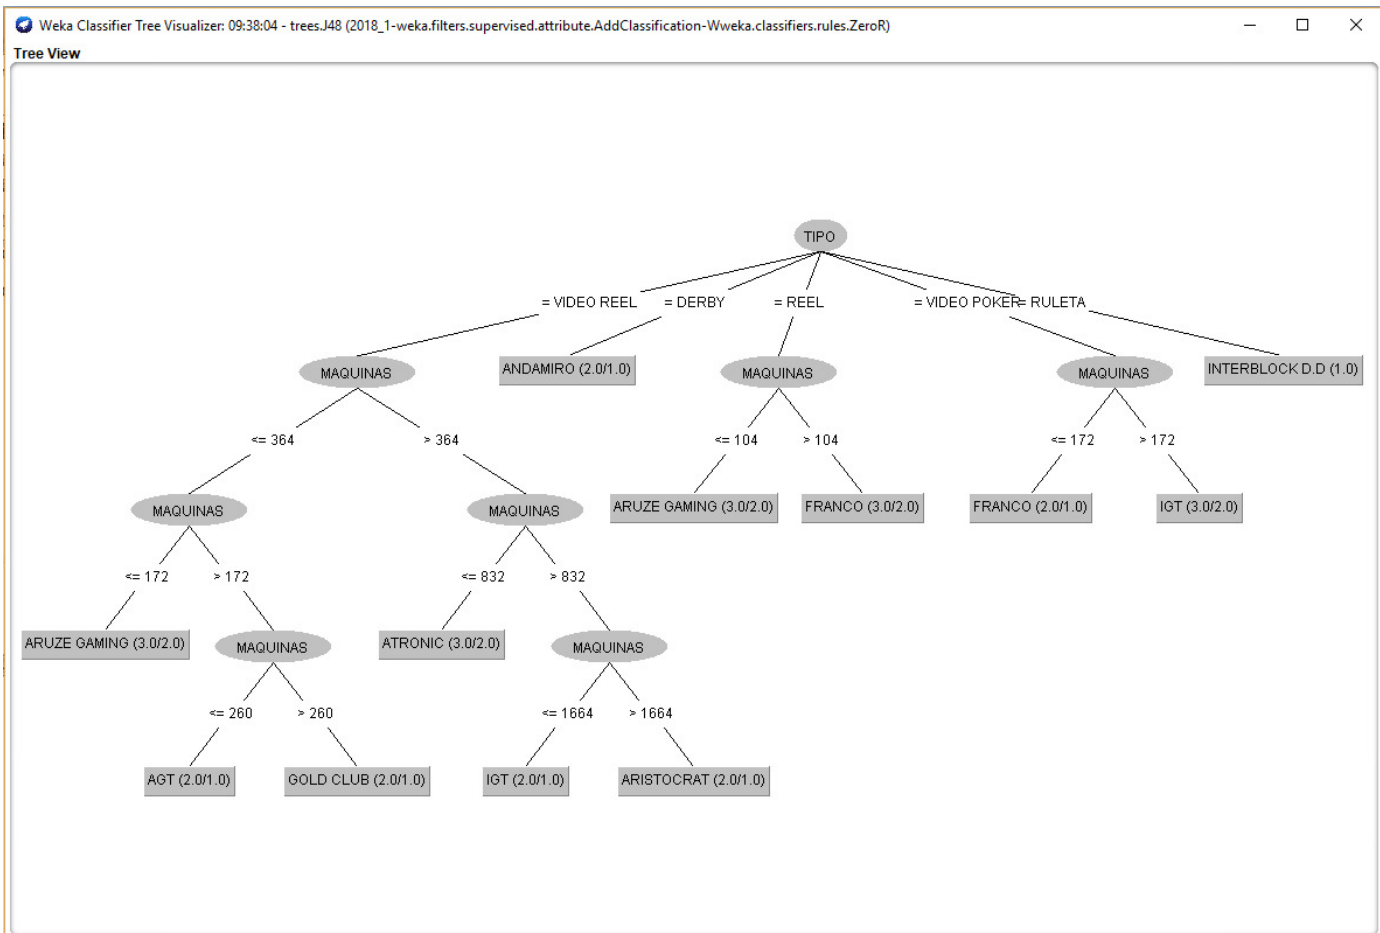 Weka Classifier Tree Visualizer: 09:38:04 - trees.J48 (2018_1-weka.filters.supervised.attribute.AddClassification-Wweka.classifiers.rules.ZeroR)
Tree View
TIPO
= VIDEO REEL = DERBY = REEL = VIDEO POKER = RULETA
MAQUINAS ANDAMIRO (2.0/1.0) MAQUINAS MAQUINAS INTERBLOCK D.D (1.0)
<= 364 > 364 <= 104 > 104 <= 172 > 172
MAQUINAS MAQUINAS ARUZE GAMING (3.0/2.0) FRANCO (3.0/2.0) FRANCO (2.0/1.0) IGT (3.0/2.0)
<= 172 > 172 <= 832 > 832
ARUZE GAMING (3.0/2.0) MAQUINAS ATRONIC (3.0/2.0) MAQUINAS
<= 260 > 260 <= 1664 > 1664
AGT (2.0/1.0) GOLD CLUB (2.0/1.0) IGT (2.0/1.0) ARISTOCRAT (2.0/1.0)